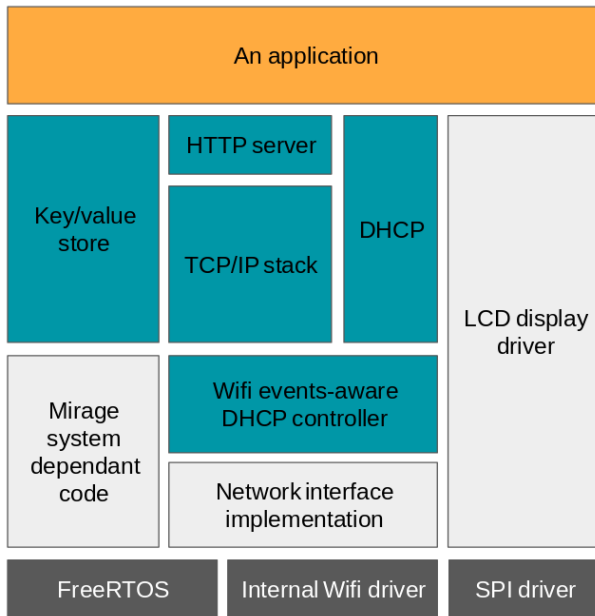 An application
HTTP server
Key/value
store
TCP/IP stack
DHCP
LCD display
driver
Mirage
system
dependant
code
Wifi events-aware
DHCP controller
Network interface
implementation
FreeRTOS
Internal Wifi driver
SPI driver